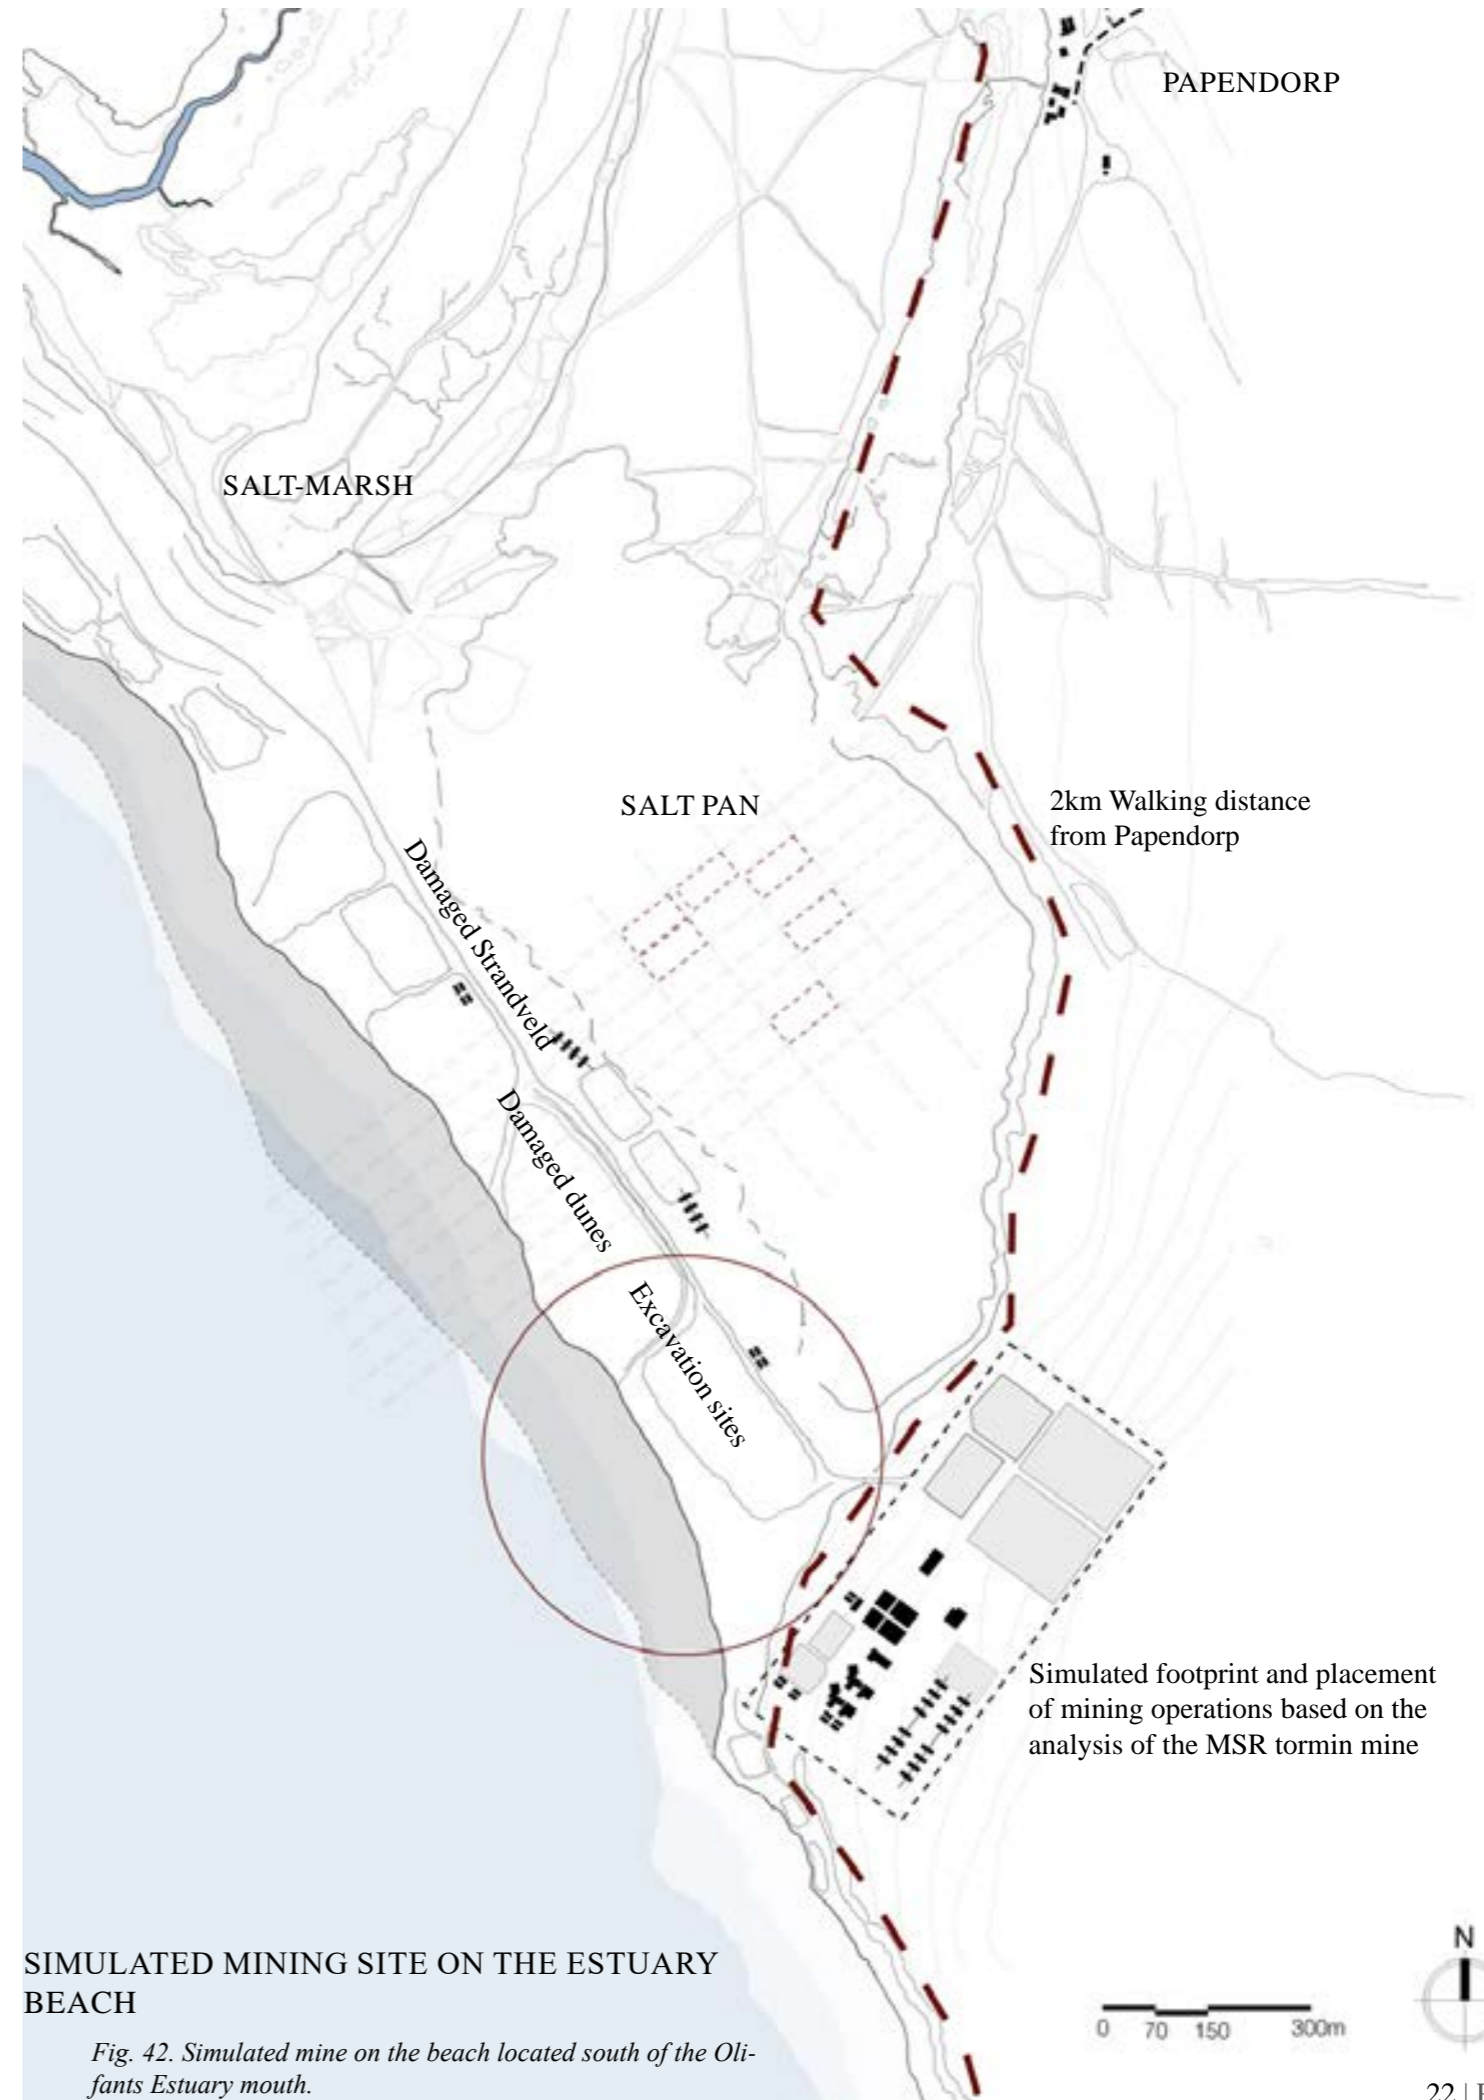 PAPENDORP
SALT-MARSH
2km Walking distance
from Papendorp
SALT PAN
Damaged Strandveld
Damaged dunes
Excavation sites
Simulated footprint and placement
of mining operations based on the
analysis of the MSR tormin mine
N
0 70 150 300m
SIMULATED MINING SITE ON THE ESTUARY
BEACH
Fig. 42. Simulated mine on the beach located south of the Oli-
fants Estuary mouth.
22 |